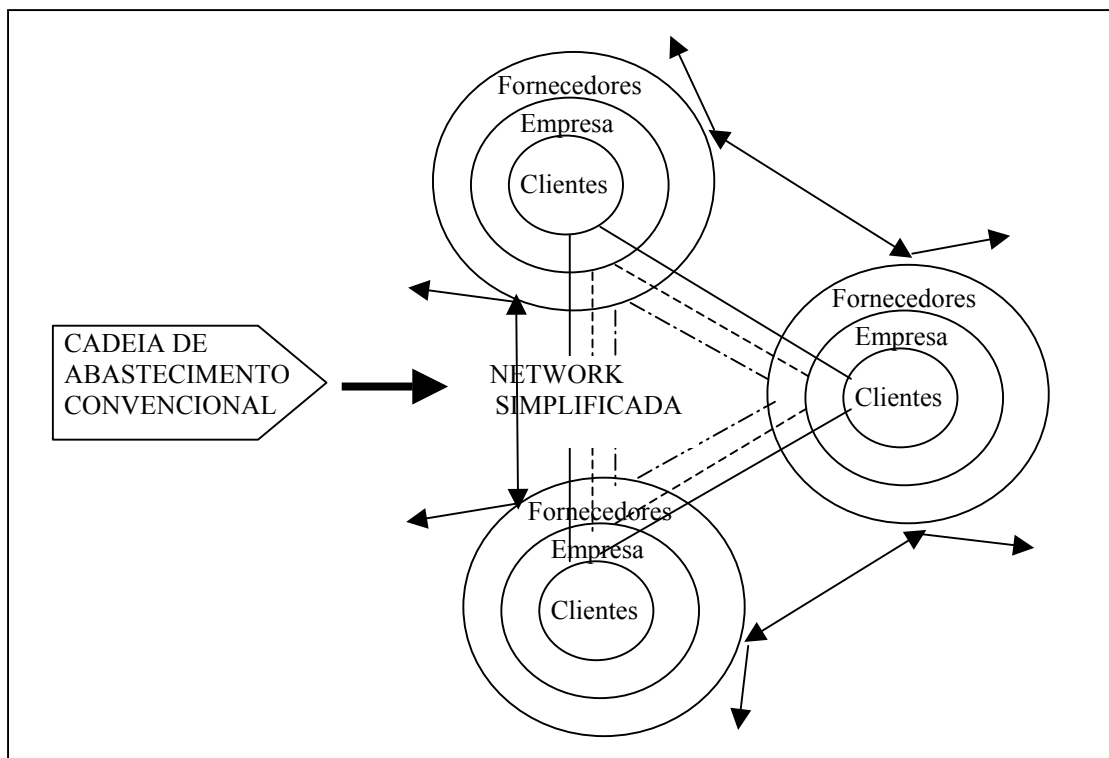 Fornecedores
Empresa
Clientes
CADEIA DE
ABASTECIMENTO
CONVENCIONAL
NETWORK
SIMPLIFICADA
Fornecedores
Empresa
Clientes
Fornecedores
Empresa
Clientes